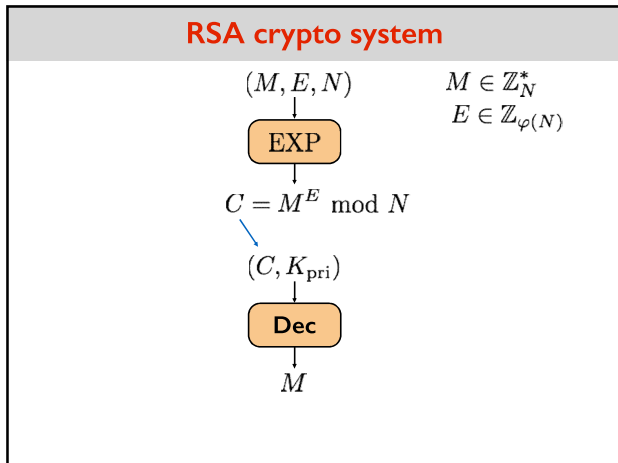 RSA crypto system
(M, E, N)
M ∈ ℤ*_N
E ∈ ℤ_φ(N)
EXP
C = M^E mod N
(C, K_pri)
Dec
M